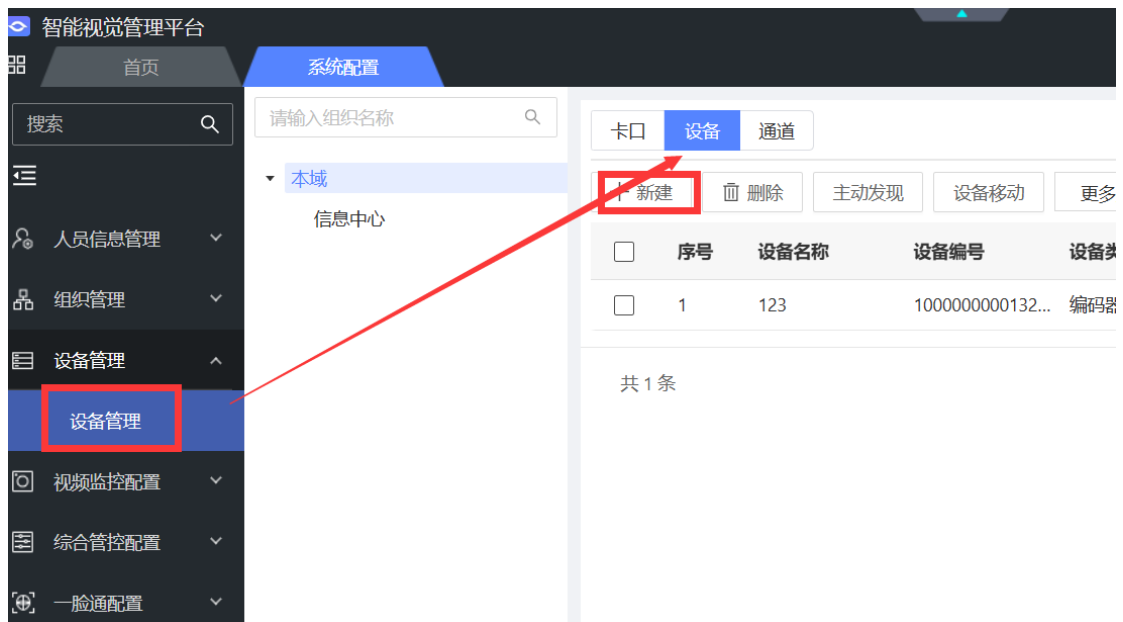 智能视觉管理平台
首页
系统配置
搜索
人员信息管理
组织管理
设备管理
设备管理
视频监控配置
综合管控配置
一脸通配置
请输入组织名称
本域
信息中心
卡口 设备 通道
新建 删除 主动发现 设备移动 更多
序号 设备名称 设备编号 设备类
1 123 1000000000132... 编码器
共 1 条